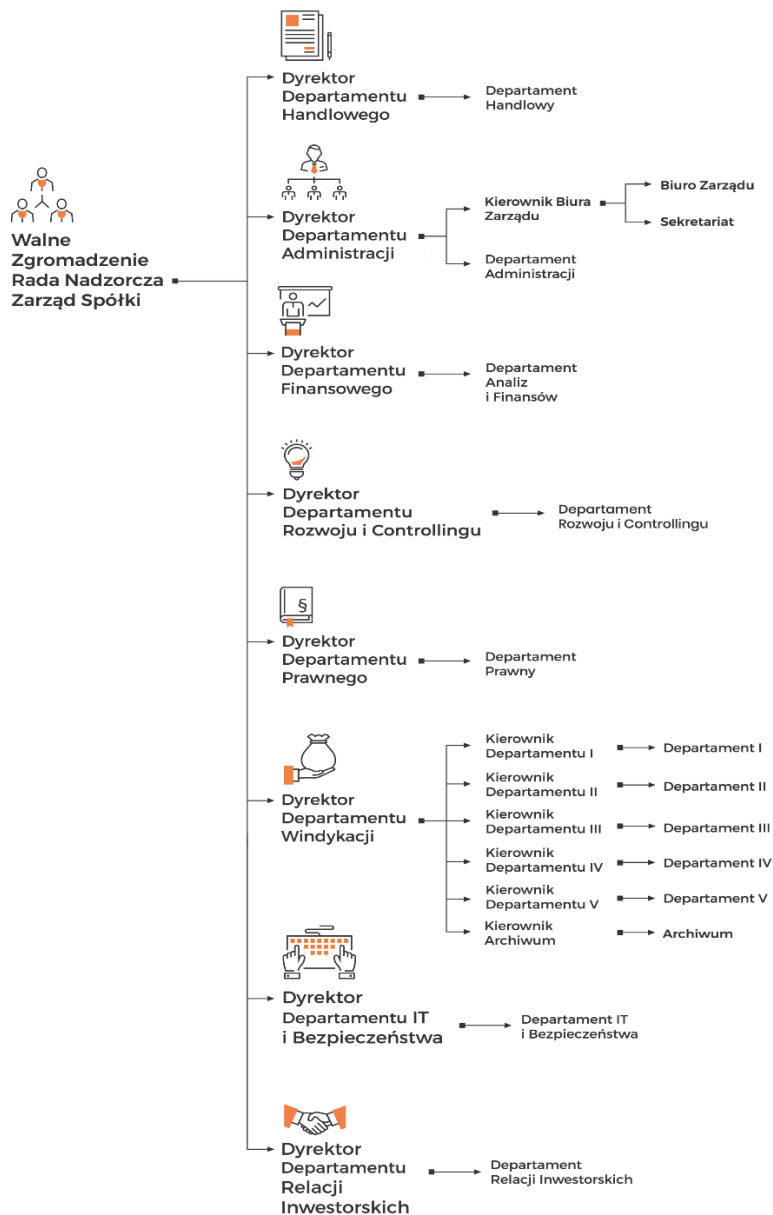 Walne
Zgromadzenie
Rada Nadzorcza
Zarząd Spółki
Dyrektor
Departamentu
Handlowego
Departament
Handlowy
Dyrektor
Departamentu
Administracji
Kierownik Biura
Zarządu
Biuro Zarządu
Sekretariat
Departament
Administracji
Dyrektor
Departamentu
Finansowego
Departament
Analiz
i Finansów
Dyrektor
Departamentu
Rozwoju i Controllingu
Departament
Rozwoju i Controllingu
§
Dyrektor
Departamentu
Prawnego
Departament
Prawny
Dyrektor
Departamentu
Windykacji
Kierownik
Departamentu I
Departament I
Kierownik
Departamentu II
Departament II
Kierownik
Departamentu III
Departament III
Kierownik
Departamentu IV
Departament IV
Kierownik
Departamentu V
Departament V
Kierownik
Archiwum
Archiwum
Dyrektor
Departamentu IT
i Bezpieczeństwa
Departament IT
i Bezpieczeństwa
Dyrektor
Departamentu
Relacji
Inwestorskich
Departament
Relacji Inwestorskich